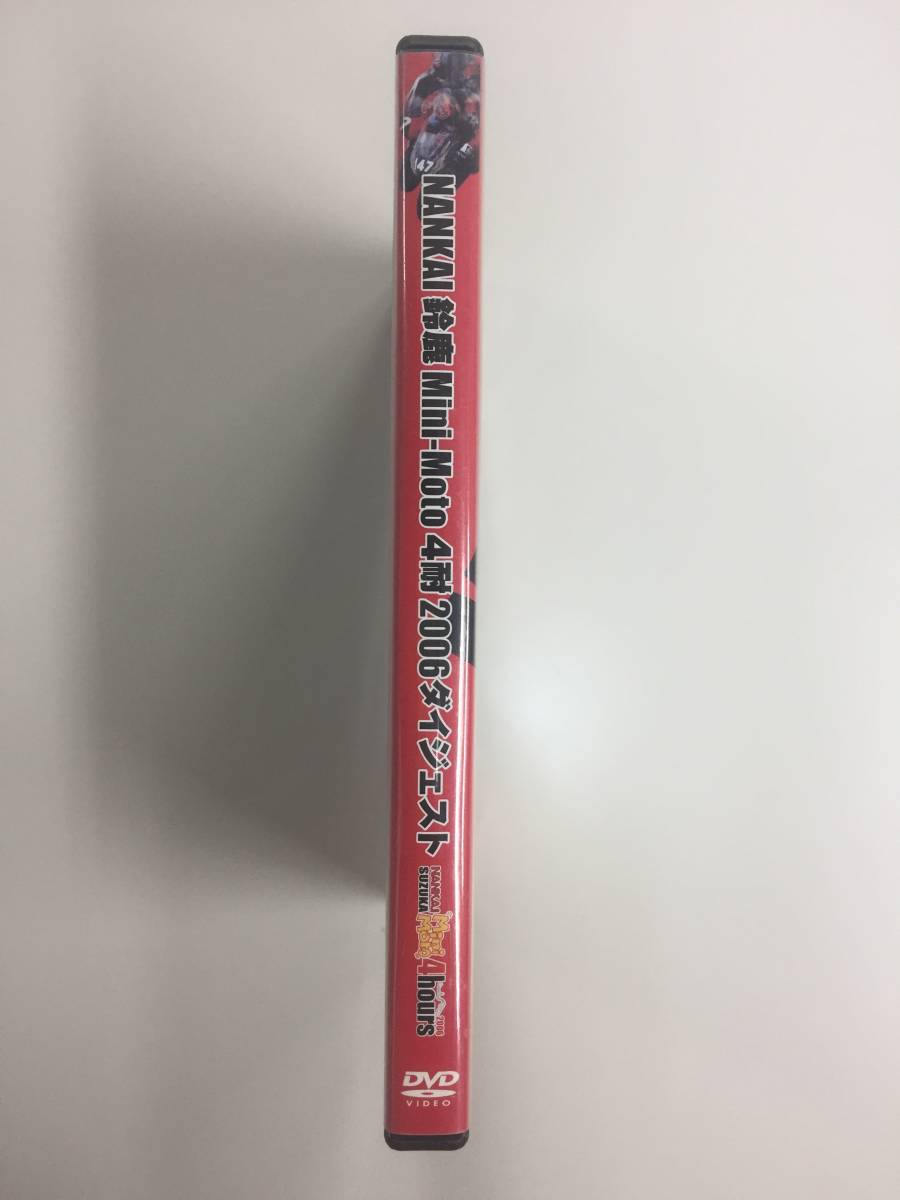 47
NANKAI 鈴鹿 Mini-Moto 4耐 2006ダイジェスト
NANKAI
SUZUKA
Mini
Moto
4hours
2006
DVD
VIDEO